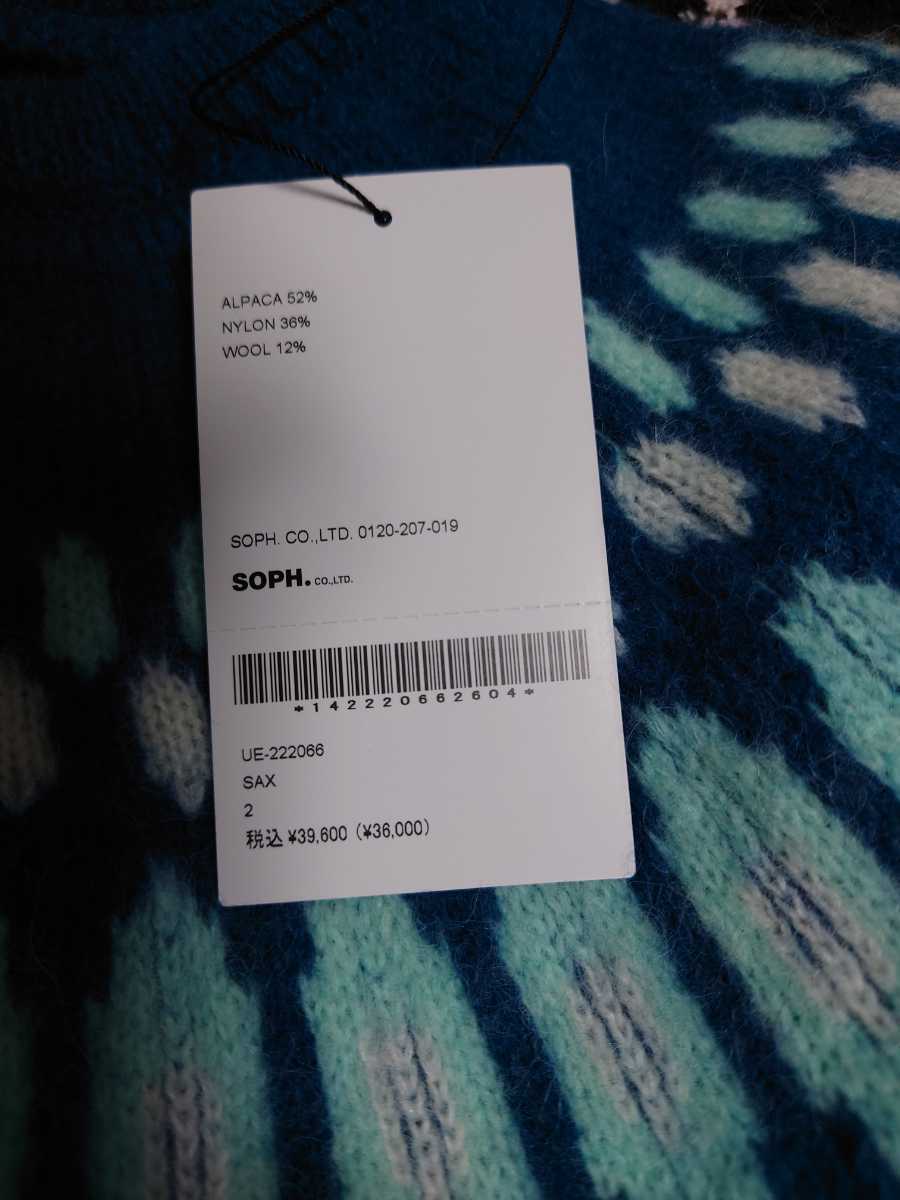 ALPACA 52%
NYLON 36%
WOOL 12%
SOPH. CO.,LTD. 0120-207-019
SOPH. CO.,LTD.
*142220662604*
UE-222066
SAX
2
税込 ¥39,600 (¥36,000)